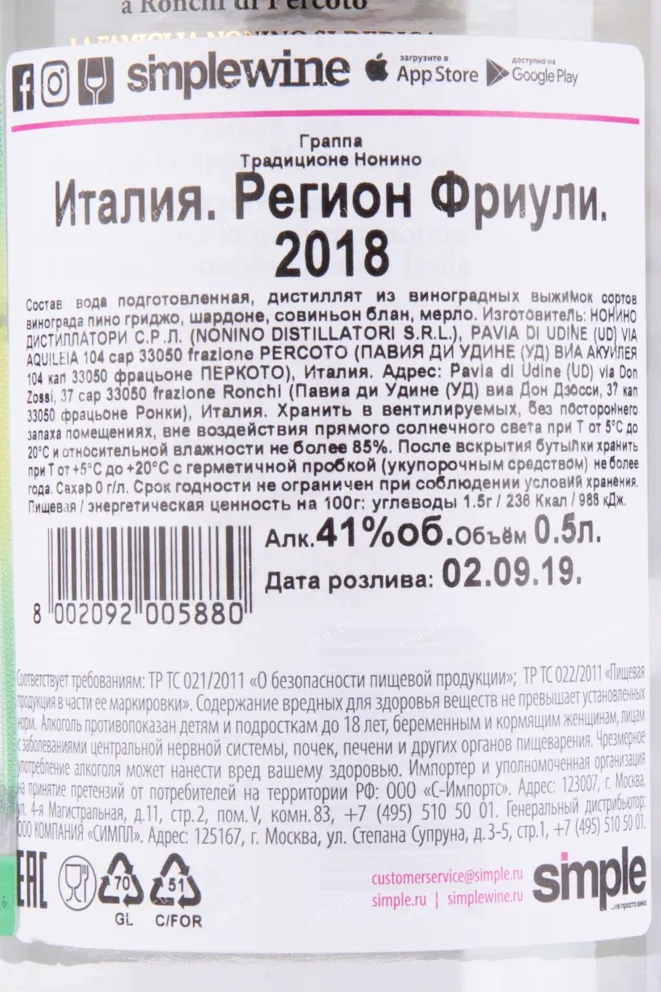 a Ronchi di Percoto
LA FAMIGLIA NONINO SI DEDICA
simplewine загрузите в App Store доступно на Google Play
Граппа
Традиционе Нонино
Италия. Регион Фриули.
2018
Состав: вода подготовленная, дистиллят из виноградных выжимок сортов
винограда пино гриджо, шардоне, совиньон блан, мерло. Изготовитель: НОНИНО
ДИСТИЛЛАТОРИ С.Р.Л. (NONINO DISTILLATORI S.R.L.), PAVIA DI UDINE (UD) VIA
AQUILEIA 104 cap 33050 frazione PERCOTO (ПАВИЯ ДИ УДИНЕ (УД) ВИА АКУИЛЕЯ
104 кап 33050 фрацьоне ПЕРКОТО), Италия. Адрес: Pavia di Udine (UD) via Don
Zossi, 37 cap 33050 frazione Ronchi (Павиа ди Удине (УД) виа Дон Дзосси, 37 кап
33050 фрацьоне Ронки), Италия. Хранить в вентилируемых, без постороннего
запаха помещениях, вне воздействия прямого солнечного света при Т от 5°С до
20°С и относительной влажности не более 85%. После вскрытия бутылки хранить
при Т от +5°С до +20°С с герметичной пробкой (укупорочным средством) не более
года. Сахар 0 г/л. Срок годности не ограничен при соблюдении условий хранения.
Пищевая / энергетическая ценность на 100г: углеводы 1.5г / 236 Ккал / 988 кДж.
Алк. 41%об. Объём 0.5л.
Дата розлива: 02.09.19.
8 002092 005880
Соответствует требованиям: ТР ТС 021/2011 «О безопасности пищевой продукции»; ТР ТС 022/2011 «Пищевая
продукция в части ее маркировки». Содержание вредных для здоровья веществ не превышает установленных
норм. Алкоголь противопоказан детям и подросткам до 18 лет, беременным и кормящим женщинам, лицам
с заболеваниями центральной нервной системы, почек, печени и других органов пищеварения. Чрезмерное
употребление алкоголя может нанести вред вашему здоровью. Импортер и уполномоченная организация
на принятие претензий от потребителей на территории РФ: ООО «С-Импортс». Адрес: 123007, г. Москва,
ул. 4-я Магистральная, д.11, стр.2, пом.V, комн.83, +7 (495) 510 50 01. Генеральный дистрибьютор:
ООО КОМПАНИЯ «СИМПЛ». Адрес: 125167, г. Москва, ул. Степана Супруна, д.3-5, стр.1, +7 (495) 510 50 01.
EAC 70 GL 51 C/FOR
customerservice@simple.ru
simple.ru | simplewine.ru
simple
...не просто вино